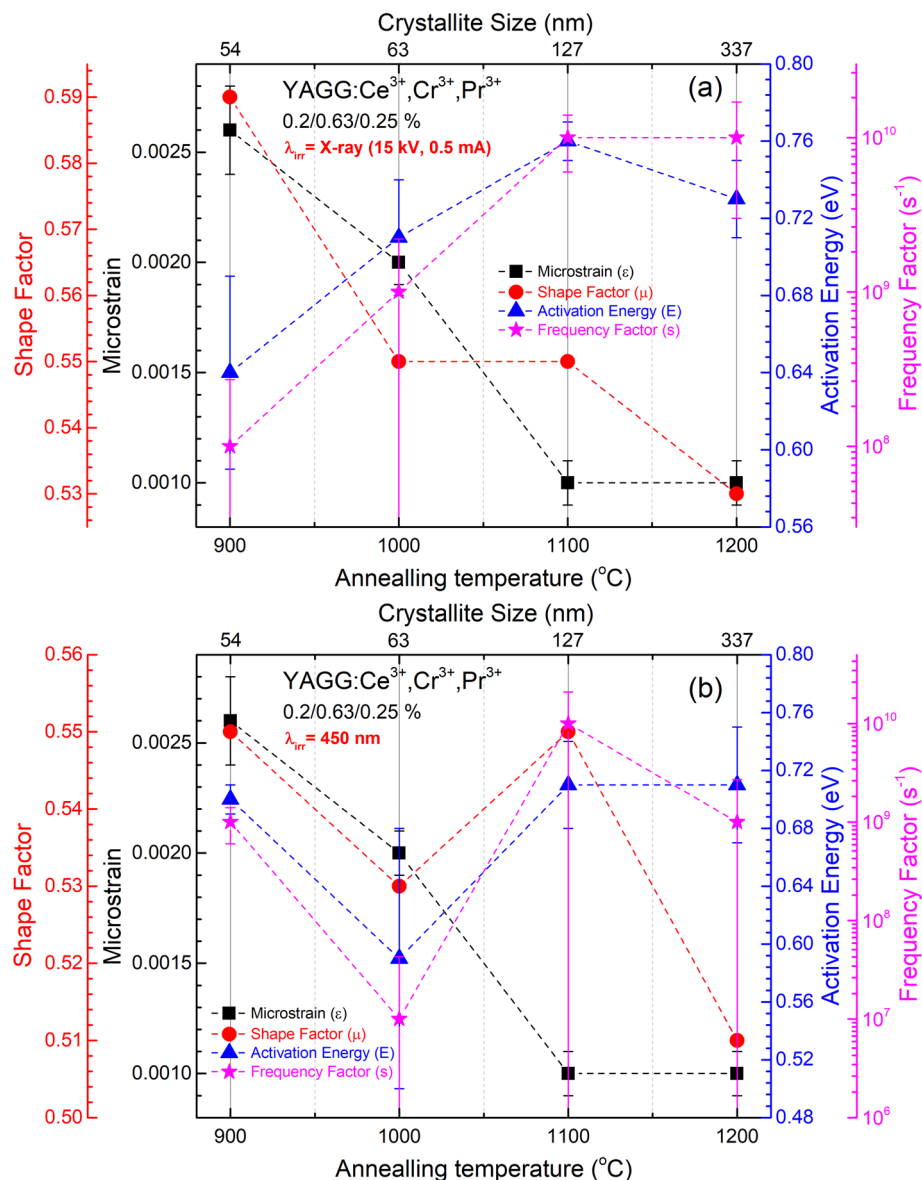 Crystallite Size (nm)
54 63 127 337
(a)
YAGG:Ce³⁺,Cr³⁺,Pr³⁺
0.2/0.63/0.25 %
λirr= X-ray (15 kV, 0.5 mA)
Shape Factor
0.59
0.58
0.57
0.56
0.55
0.54
0.53
Microstrain
0.0025
0.0020
0.0015
0.0010
Microstrain (ε)
Shape Factor (μ)
Activation Energy (E)
Frequency Factor (s)
Activation Energy (eV)
0.80
0.76
0.72
0.68
0.64
0.60
0.56
Frequency Factor (s⁻¹)
10¹⁰
10⁹
10⁸
900 1000 1100 1200
Annealling temperature (°C)
Crystallite Size (nm)
54 63 127 337
(b)
YAGG:Ce³⁺,Cr³⁺,Pr³⁺
0.2/0.63/0.25 %
λirr= 450 nm
Shape Factor
0.56
0.55
0.54
0.53
0.52
0.51
0.50
Microstrain
0.0025
0.0020
0.0015
0.0010
Microstrain (ε)
Shape Factor (μ)
Activation Energy (E)
Frequency Factor (s)
Activation Energy (eV)
0.80
0.76
0.72
0.68
0.64
0.60
0.56
0.52
0.48
Frequency Factor (s⁻¹)
10¹⁰
10⁹
10⁸
10⁷
10⁶
900 1000 1100 1200
Annealling temperature (°C)